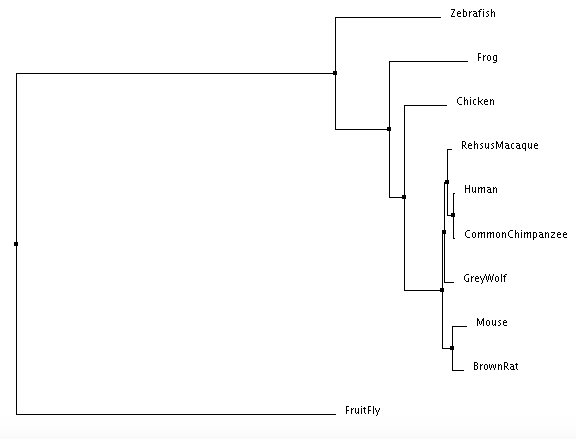 Zebrafish
Frog
Chicken
RehsusMacaque
Human
CommonChimpanzee
GreyWolf
Mouse
BrownRat
FruitFly